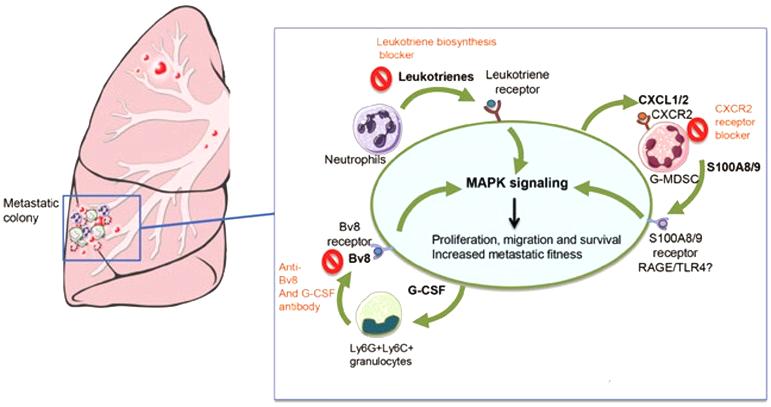 Leukotriene biosynthesis
blocker
Leukotrienes
Leukotriene
receptor
CXCL1/2
CXCR2
CXCR2
receptor
blocker
Neutrophils
G-MDSC
S100A8/9
MAPK signaling
Metastatic
colony
Bv8
receptor
Bv8
Proliferation, migration and survival
Increased metastatic fitness
S100A8/9
receptor
RAGE/TLR4?
Anti-
Bv8
And G-CSF
antibody
G-CSF
Ly6G+Ly6C+
granulocytes